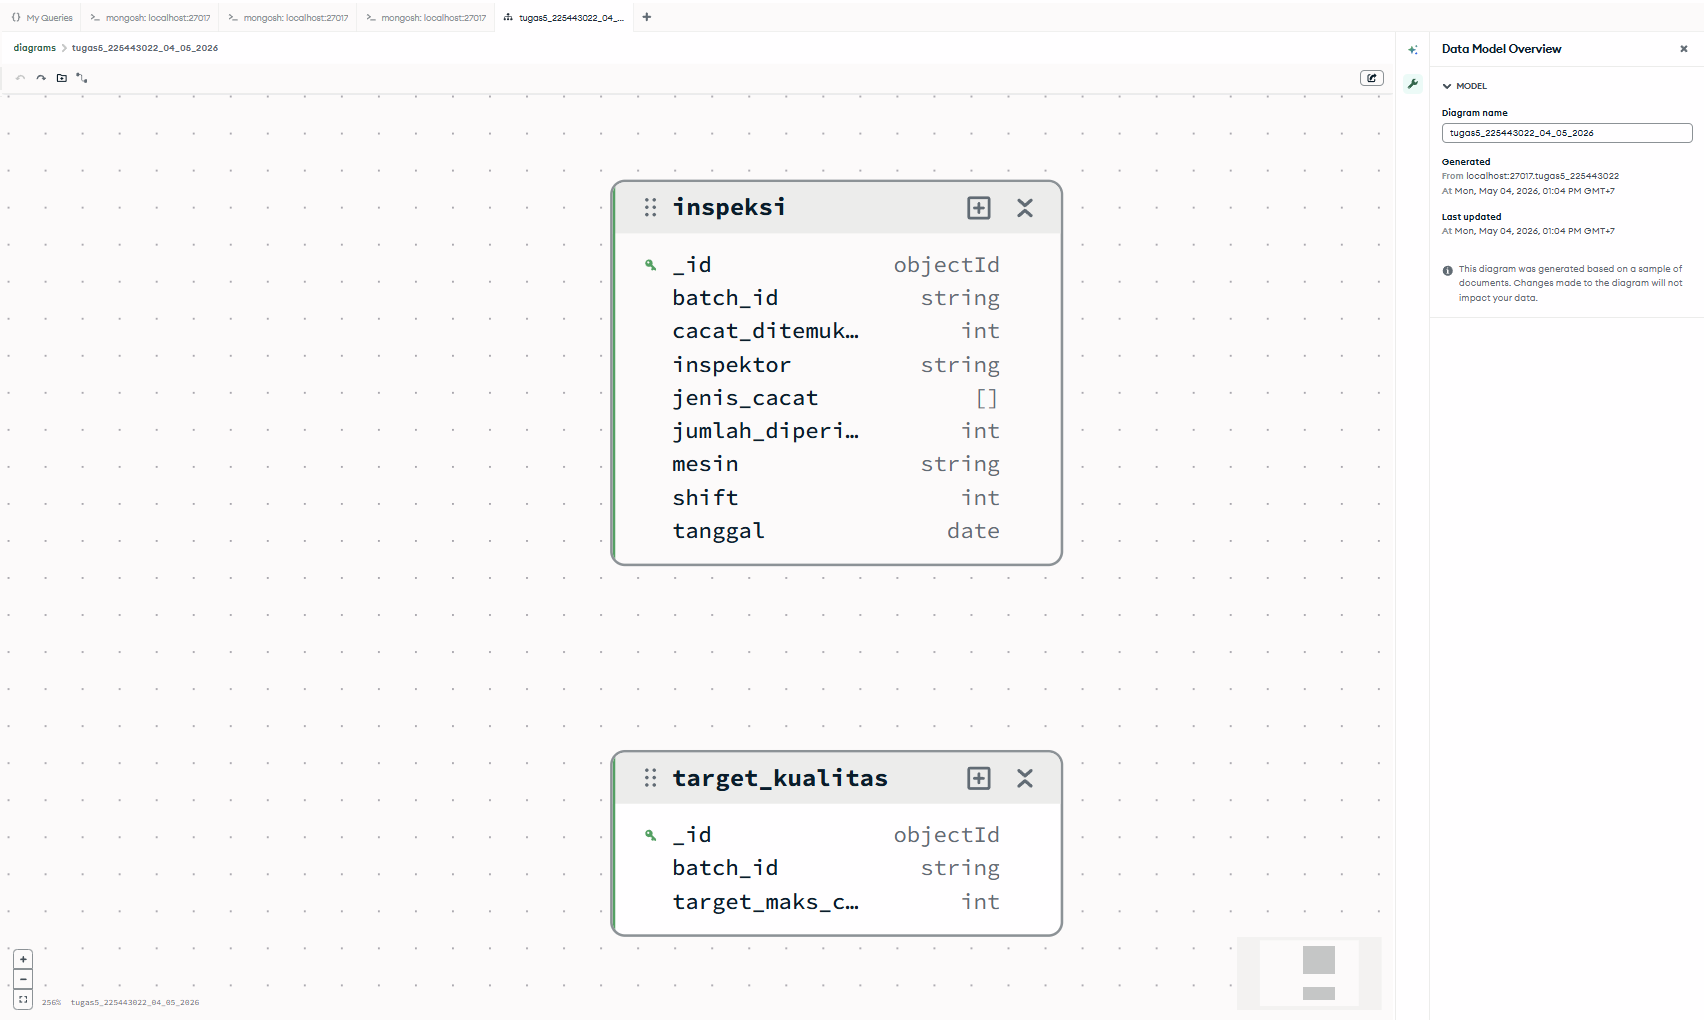 My Queries
mongosh: localhost:27017
mongosh: localhost:27017
mongosh: localhost:27017
tugas5_225443022_04_...
diagrams > tugas5_225443022_04_05_2026
Data Model Overview
MODEL
Diagram name
tugas5_225443022_04_05_2026
Generated
From localhost:27017.tugas5_225443022
At Mon, May 04, 2026, 01:04 PM GMT+7
Last updated
At Mon, May 04, 2026, 01:04 PM GMT+7
This diagram was generated based on a sample of
documents. Changes made to the diagram will not
impact your data.
inspeksi
_id objectId
batch_id string
cacat_ditemuk… int
inspektor string
jenis_cacat []
jumlah_diperi… int
mesin string
shift int
tanggal date
target_kualitas
_id objectId
batch_id string
target_maks_c… int
256% tugas5_225443022_04_05_2026